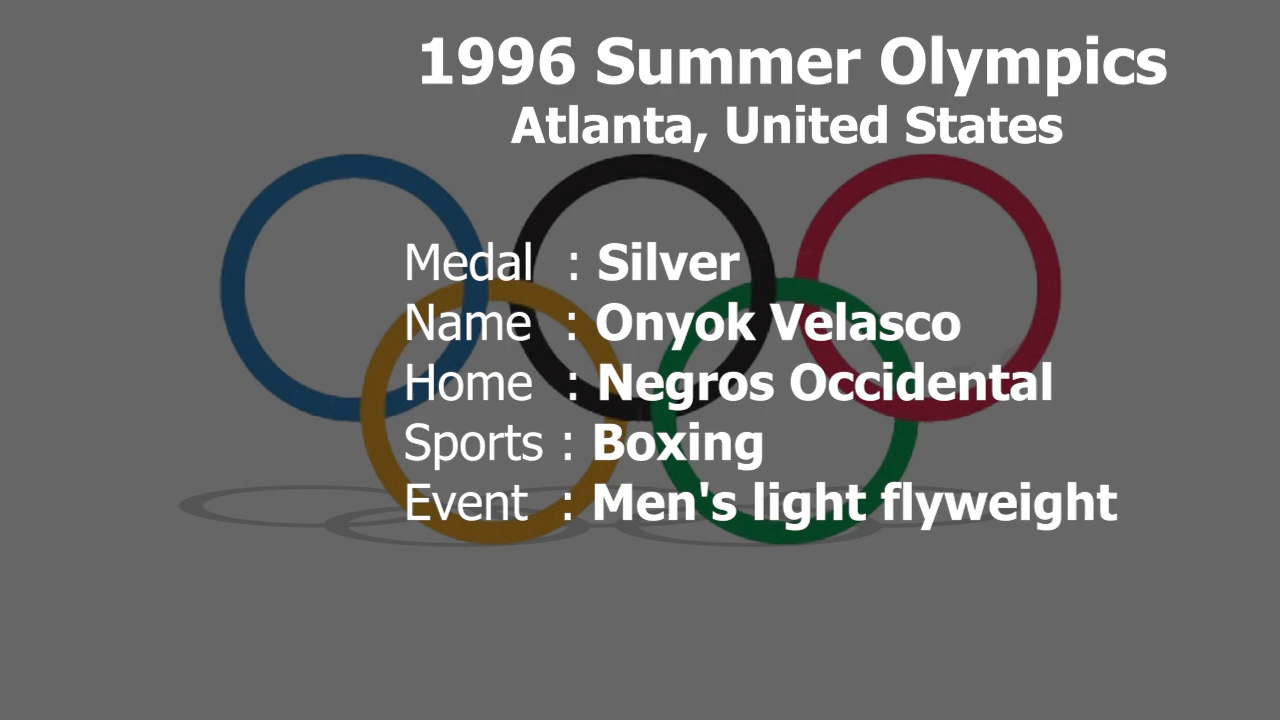 1996 Summer Olympics
Atlanta, United States
Medal : Silver
Name : Onyok Velasco
Home : Negros Occidental
Sports : Boxing
Event : Men's light flyweight